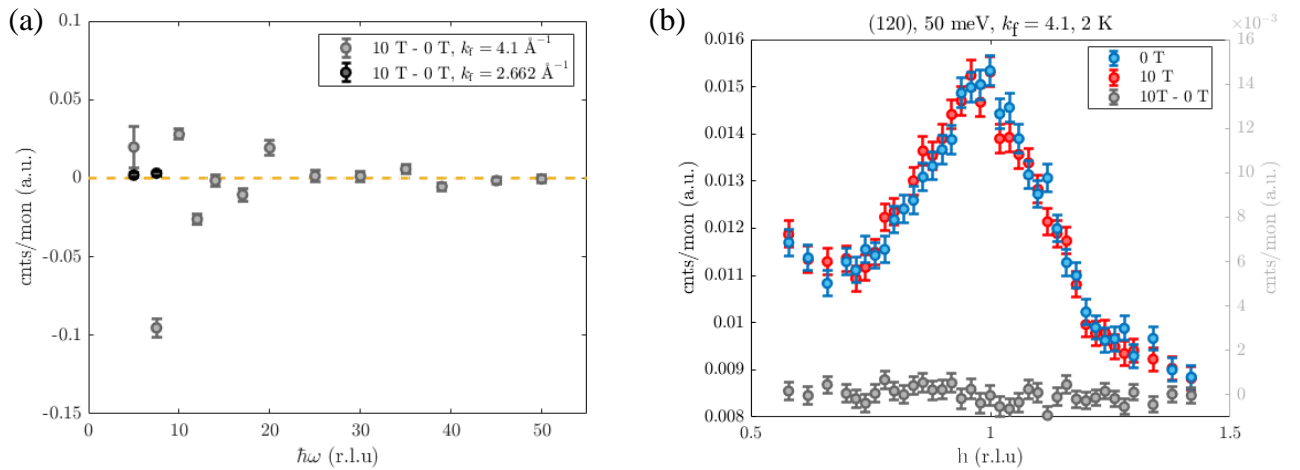 (a)
0.1
0.05
0
-0.05
-0.1
-0.15
cnts/mon (a.u.)
10 T - 0 T, kf = 4.1 Å⁻¹
10 T - 0 T, kf = 2.662 Å⁻¹
0 10 20 30 40 50
ℏω (r.l.u)
(b)
(120), 50 meV, kf = 4.1, 2 K
×10⁻³
0.016
0.015
0.014
0.013
0.012
0.011
0.01
0.009
0.008
cnts/mon (a.u.)
0 T
10 T
10T - 0 T
16
14
12
10
8
6
4
2
0
cnts/mon (a.u.)
0.5 1 1.5
h (r.l.u)